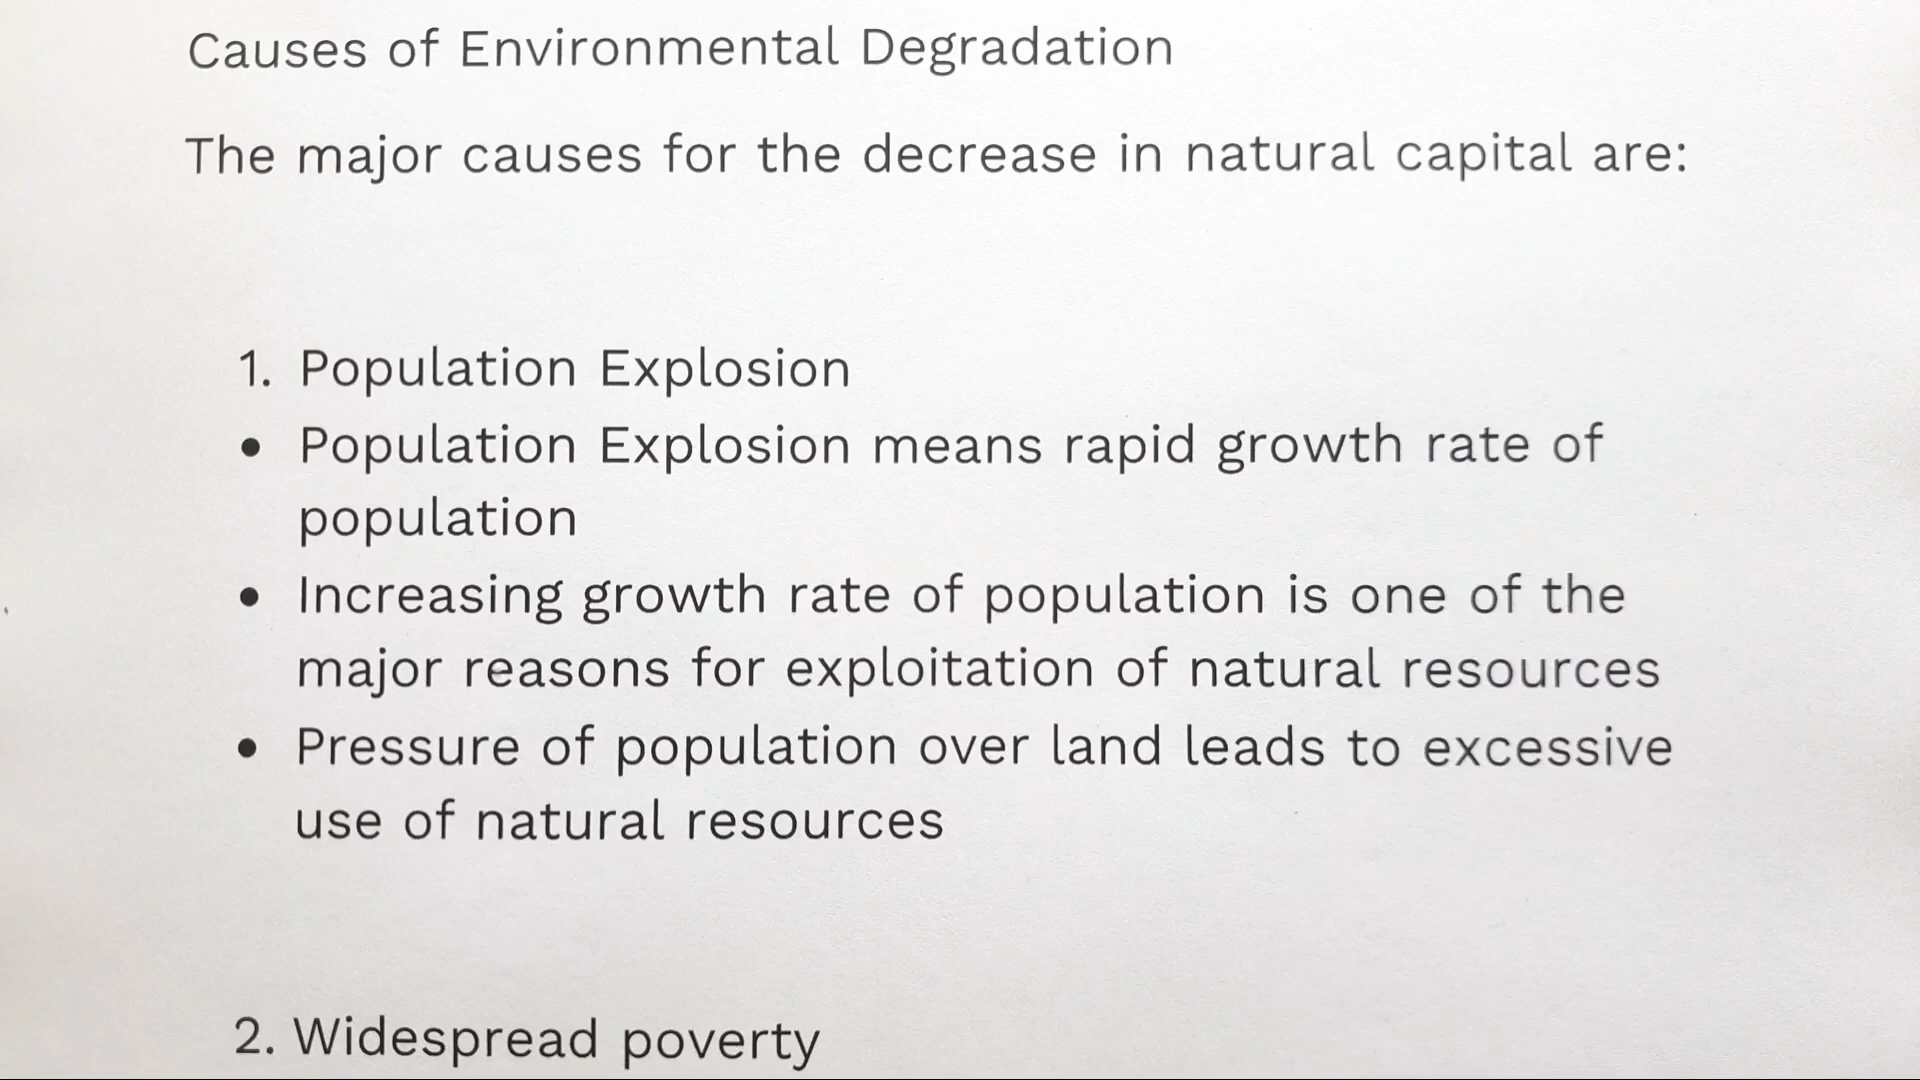 Causes of Environmental Degradation
The major causes for the decrease in natural capital are:
1. Population Explosion
• Population Explosion means rapid growth rate of
population
• Increasing growth rate of population is one of the
major reasons for exploitation of natural resources
• Pressure of population over land leads to excessive
use of natural resources
2. Widespread poverty